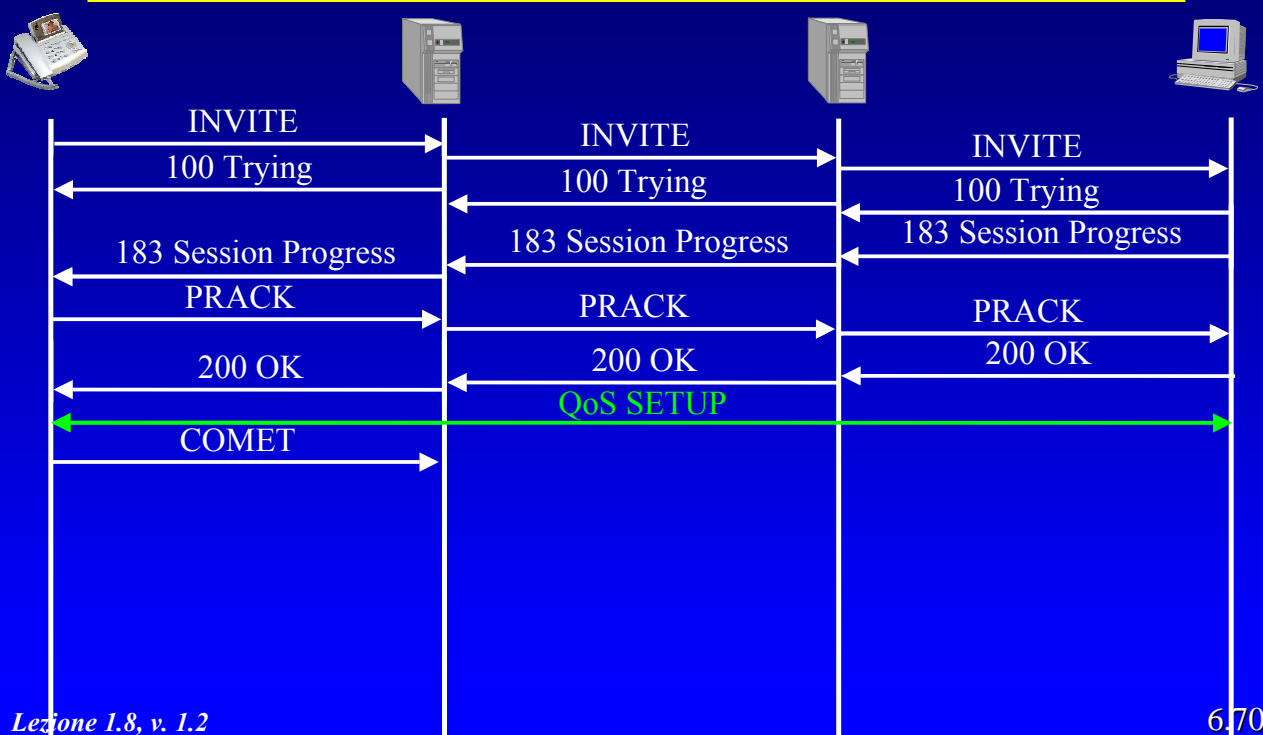 INVITE
INVITE
INVITE
100 Trying
100 Trying
100 Trying
183 Session Progress
183 Session Progress
183 Session Progress
PRACK
PRACK
PRACK
200 OK
200 OK
200 OK
QoS SETUP
COMET
Lezione 1.8, v. 1.2
6.70